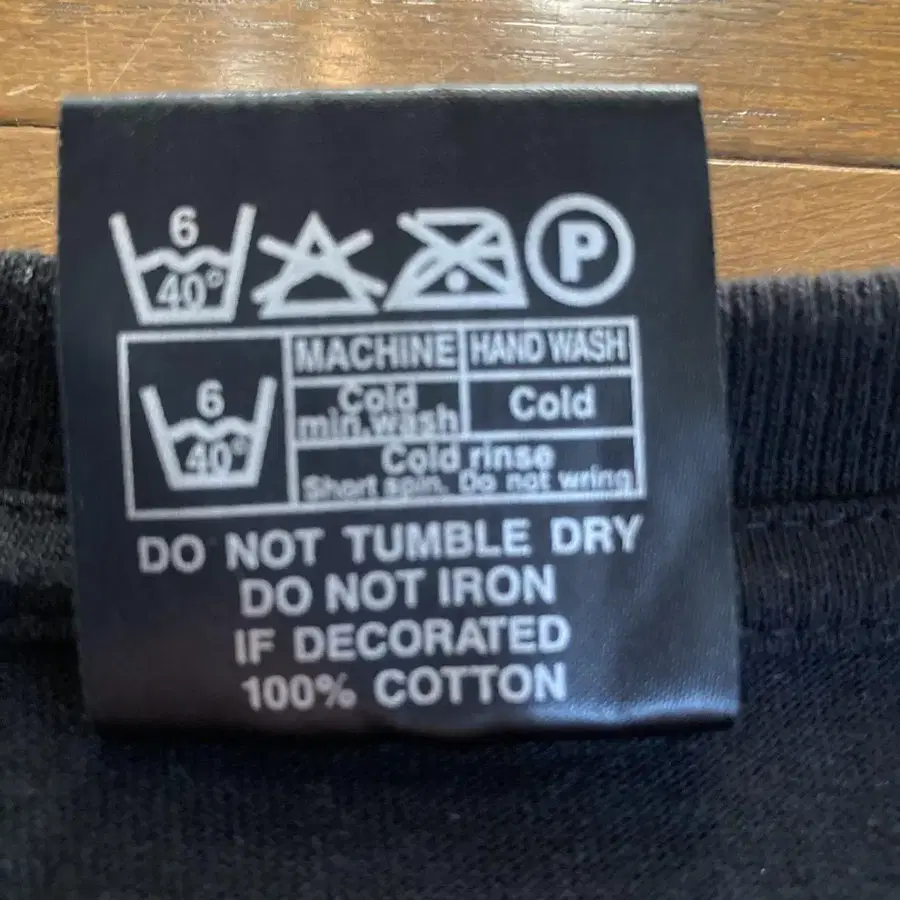 6
40°
P
MACHINE HAND WASH
6
40°
Cold
min.wash
Cold
Cold rinse
Short spin. Do not wring
DO NOT TUMBLE DRY
DO NOT IRON
IF DECORATED
100% COTTON